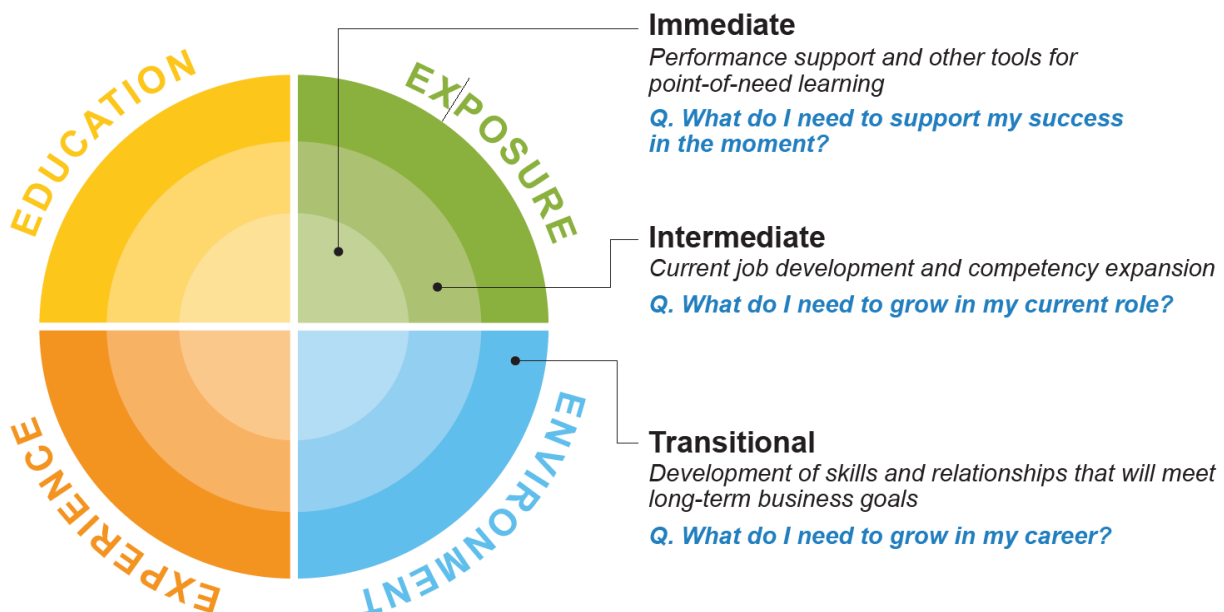 EDUCATION
EXPOSURE
EXPERIENCE
ENVIRONMENT
Immediate
Performance support and other tools for
point-of-need learning
Q. What do I need to support my success
in the moment?
Intermediate
Current job development and competency expansion
Q. What do I need to grow in my current role?
Transitional
Development of skills and relationships that will meet
long-term business goals
Q. What do I need to grow in my career?